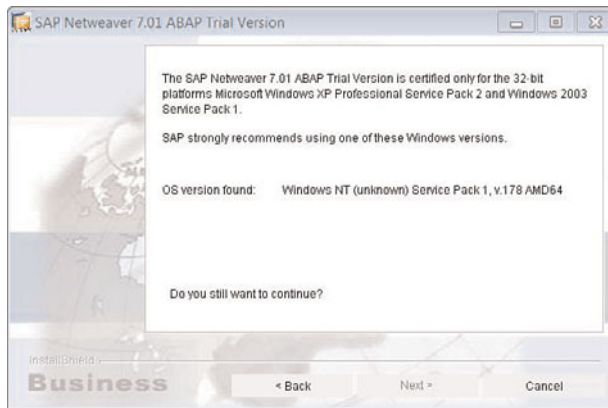 SAP Netweaver 7.01 ABAP Trial Version
The SAP Netweaver 7.01 ABAP Trial Version is certified only for the 32-bit
platforms Microsoft Windows XP Professional Service Pack 2 and Windows 2003
Service Pack 1.
SAP strongly recommends using one of these Windows versions.
OS version found: Windows NT (unknown) Service Pack 1, v.178 AMD64
Do you still want to continue?
InstallShield
Business
< Back Next > Cancel